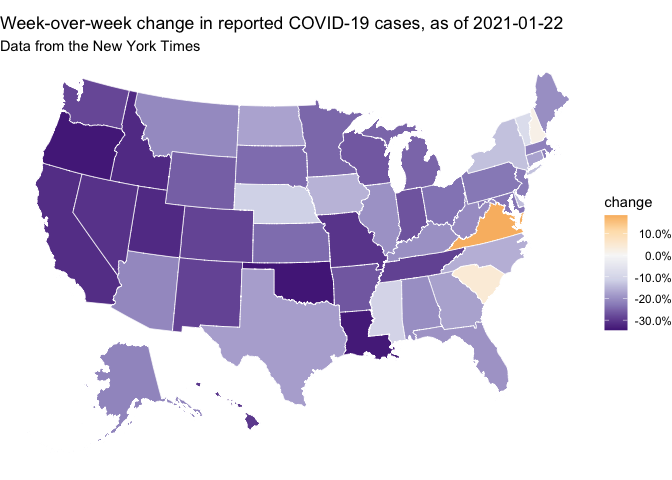 Week-over-week change in reported COVID-19 cases, as of 2021-01-22
Data from the New York Times
change
10.0%
0.0%
-10.0%
-20.0%
-30.0%